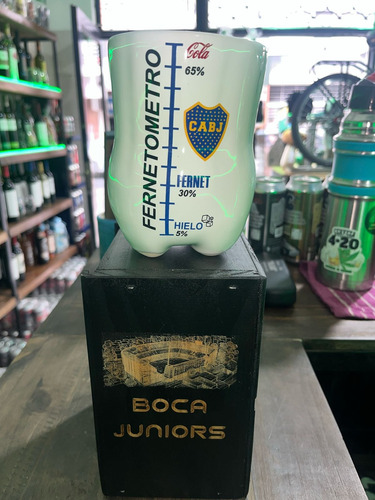 FERNETOMETRO
Cola
65%
CABJ
FERNET
30%
HIELO
5%
BOCA
JUNIORS
4·20